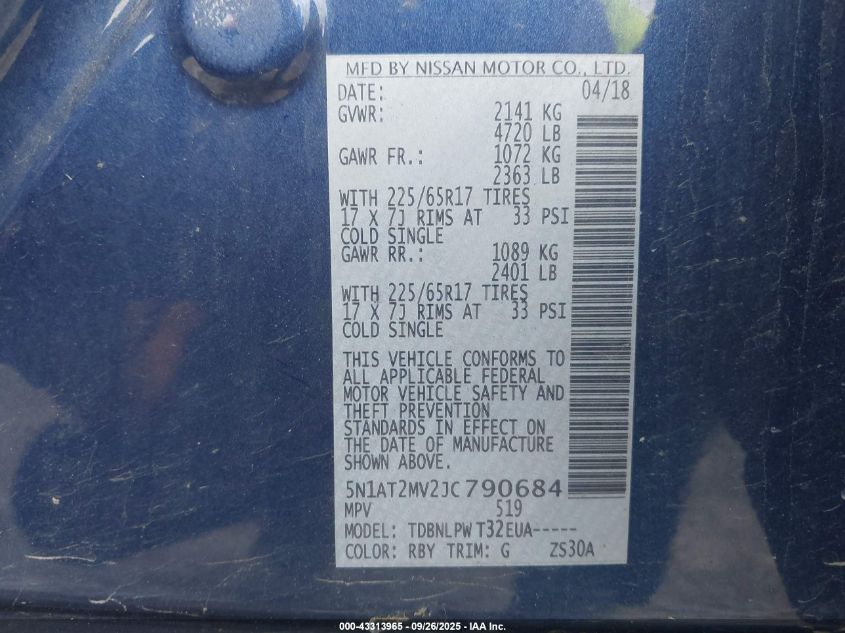 MFD BY NISSAN MOTOR CO., LTD.
DATE: 04/18
GVWR: 2141 KG
4720 LB
GAWR FR.: 1072 KG
2363 LB
WITH 225/65R17 TIRES
17 X 7J RIMS AT 33 PSI
COLD SINGLE
GAWR RR.: 1089 KG
2401 LB
WITH 225/65R17 TIRES
17 X 7J RIMS AT 33 PSI
COLD SINGLE
THIS VEHICLE CONFORMS TO
ALL APPLICABLE FEDERAL
MOTOR VEHICLE SAFETY AND
THEFT PREVENTION
STANDARDS IN EFFECT ON
THE DATE OF MANUFACTURE
SHOWN ABOVE.
5N1AT2MV2JC790684
MPV 519
MODEL: TDBNLPW T32EUA-----
COLOR: RBY TRIM: G ZS30A
000-43313965 - 09/26/2025 - IAA Inc.